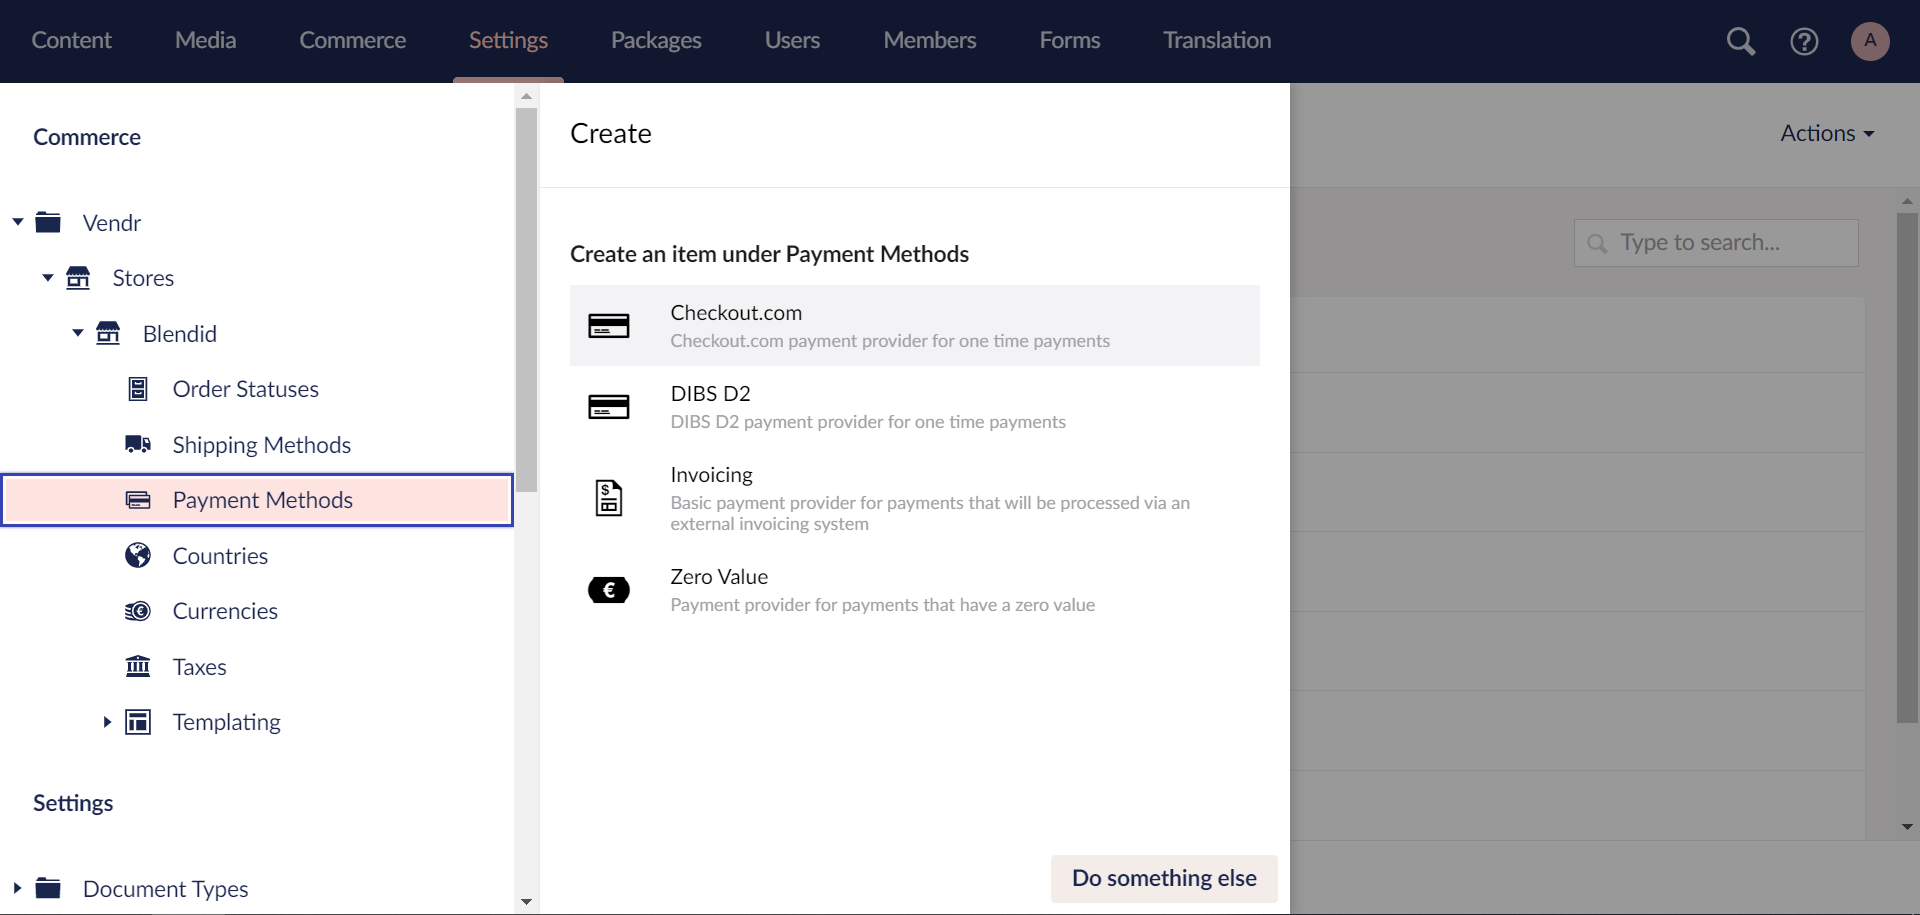 Content Media Commerce Settings Packages Users Members Forms Translation A
Commerce
Vendr
Stores
Blendid
Order Statuses
Shipping Methods
Payment Methods
Countries
Currencies
Taxes
Templating
Settings
Document Types
Create
Create an item under Payment Methods
Checkout.com
Checkout.com payment provider for one time payments
DIBS D2
DIBS D2 payment provider for one time payments
Invoicing
Basic payment provider for payments that will be processed via an
external invoicing system
Zero Value
Payment provider for payments that have a zero value
Do something else
Actions
Type to search...